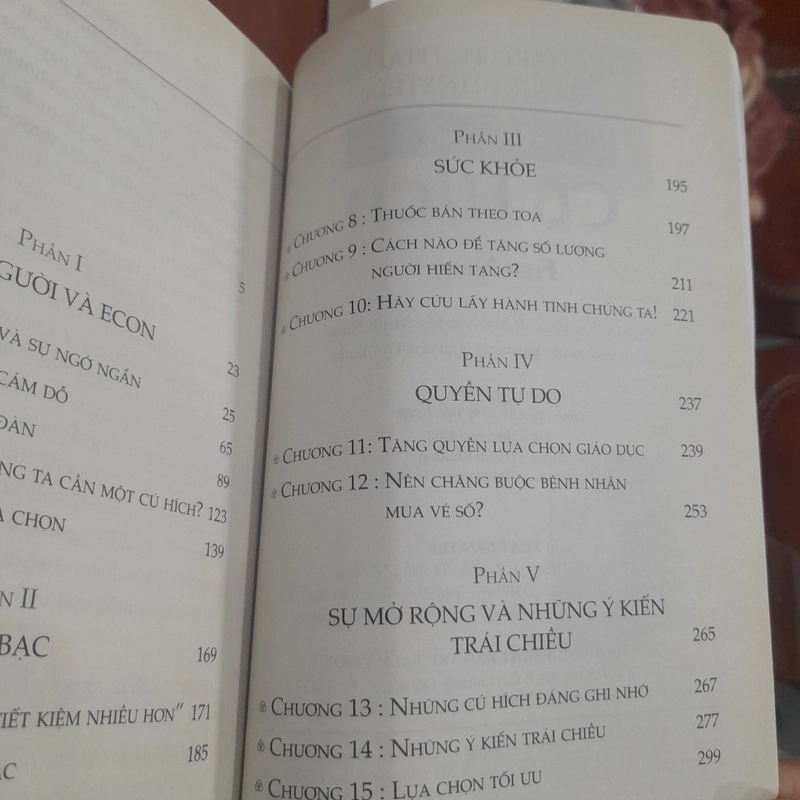 PHẦN I
GƯỜI VÀ ECON 5
VÀ SỰ NGỚ NGẨN 23
CÁM DỖ 25
ĐÀN 65
NG TA CẦN MỘT CÚ HÍCH? 89
CHỌN 123
139
N II
BẠC 169
IẾT KIỆM NHIỀU HƠN” 171
ẠC 185
PHẦN III
SỨC KHỎE 195
CHƯƠNG 8 : THUỐC BÁN THEO TOA 197
CHƯƠNG 9 : CÁCH NÀO ĐỂ TĂNG SỐ LƯỢNG
NGƯỜI HIẾN TẠNG? 211
CHƯƠNG 10: HÃY CỨU LẤY HÀNH TINH CHÚNG TA! 221
PHẦN IV
QUYỀN TỰ DO 237
CHƯƠNG 11: TĂNG QUYỀN LỰA CHỌN GIÁO DỤC 239
CHƯƠNG 12 : NÊN CHĂNG BUỘC BỆNH NHÂN
MUA VÉ SỐ? 253
PHẦN V
SỰ MỞ RỘNG VÀ NHỮNG Ý KIẾN
TRÁI CHIỀU 265
CHƯƠNG 13 : NHỮNG CÚ HÍCH ĐÁNG GHI NHỚ 267
CHƯƠNG 14 : NHỮNG Ý KIẾN TRÁI CHIỀU 277
CHƯƠNG 15 : LỰA CHỌN TỐI ƯU 299